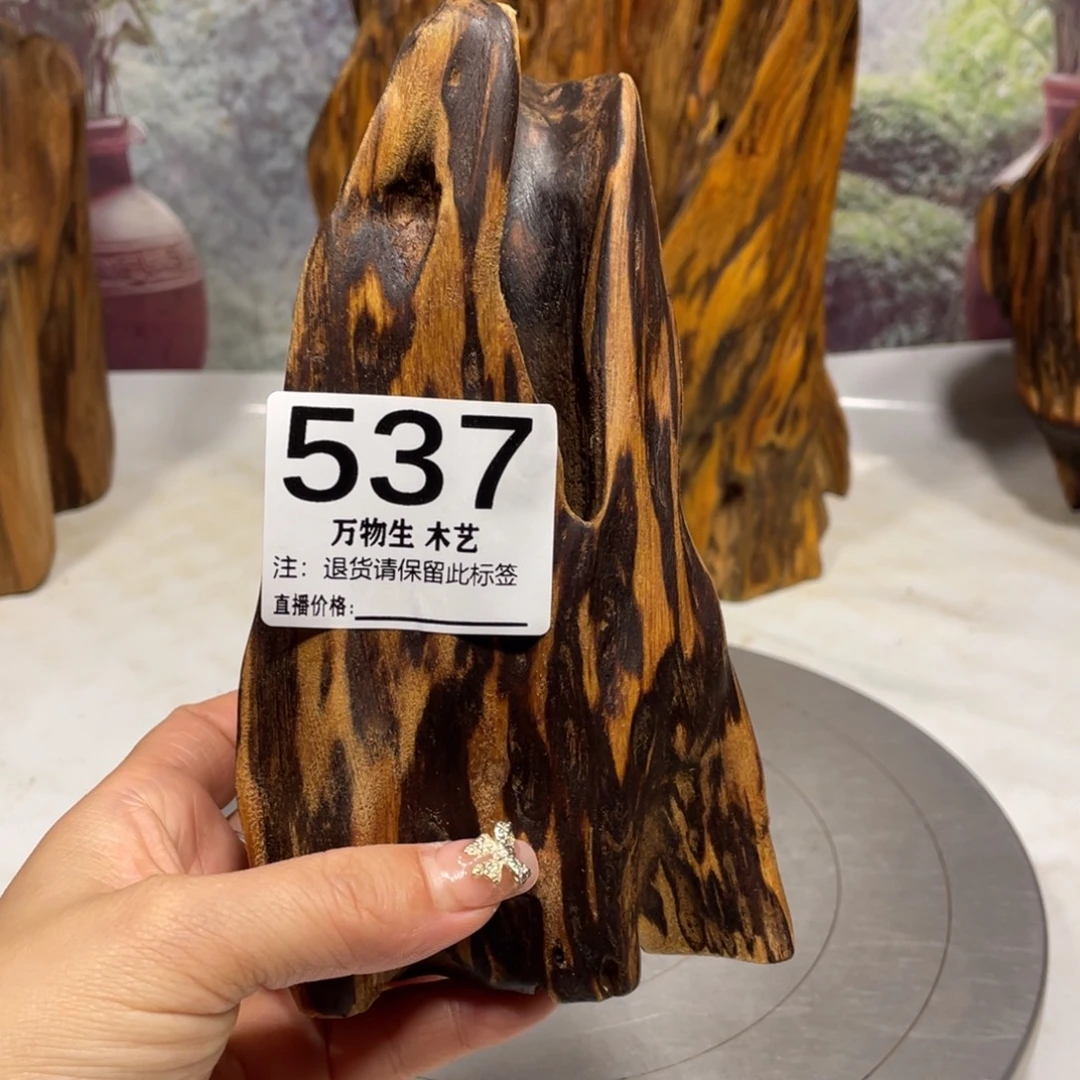 537
万物生 木艺
注：退货请保留此标签
直播价格: